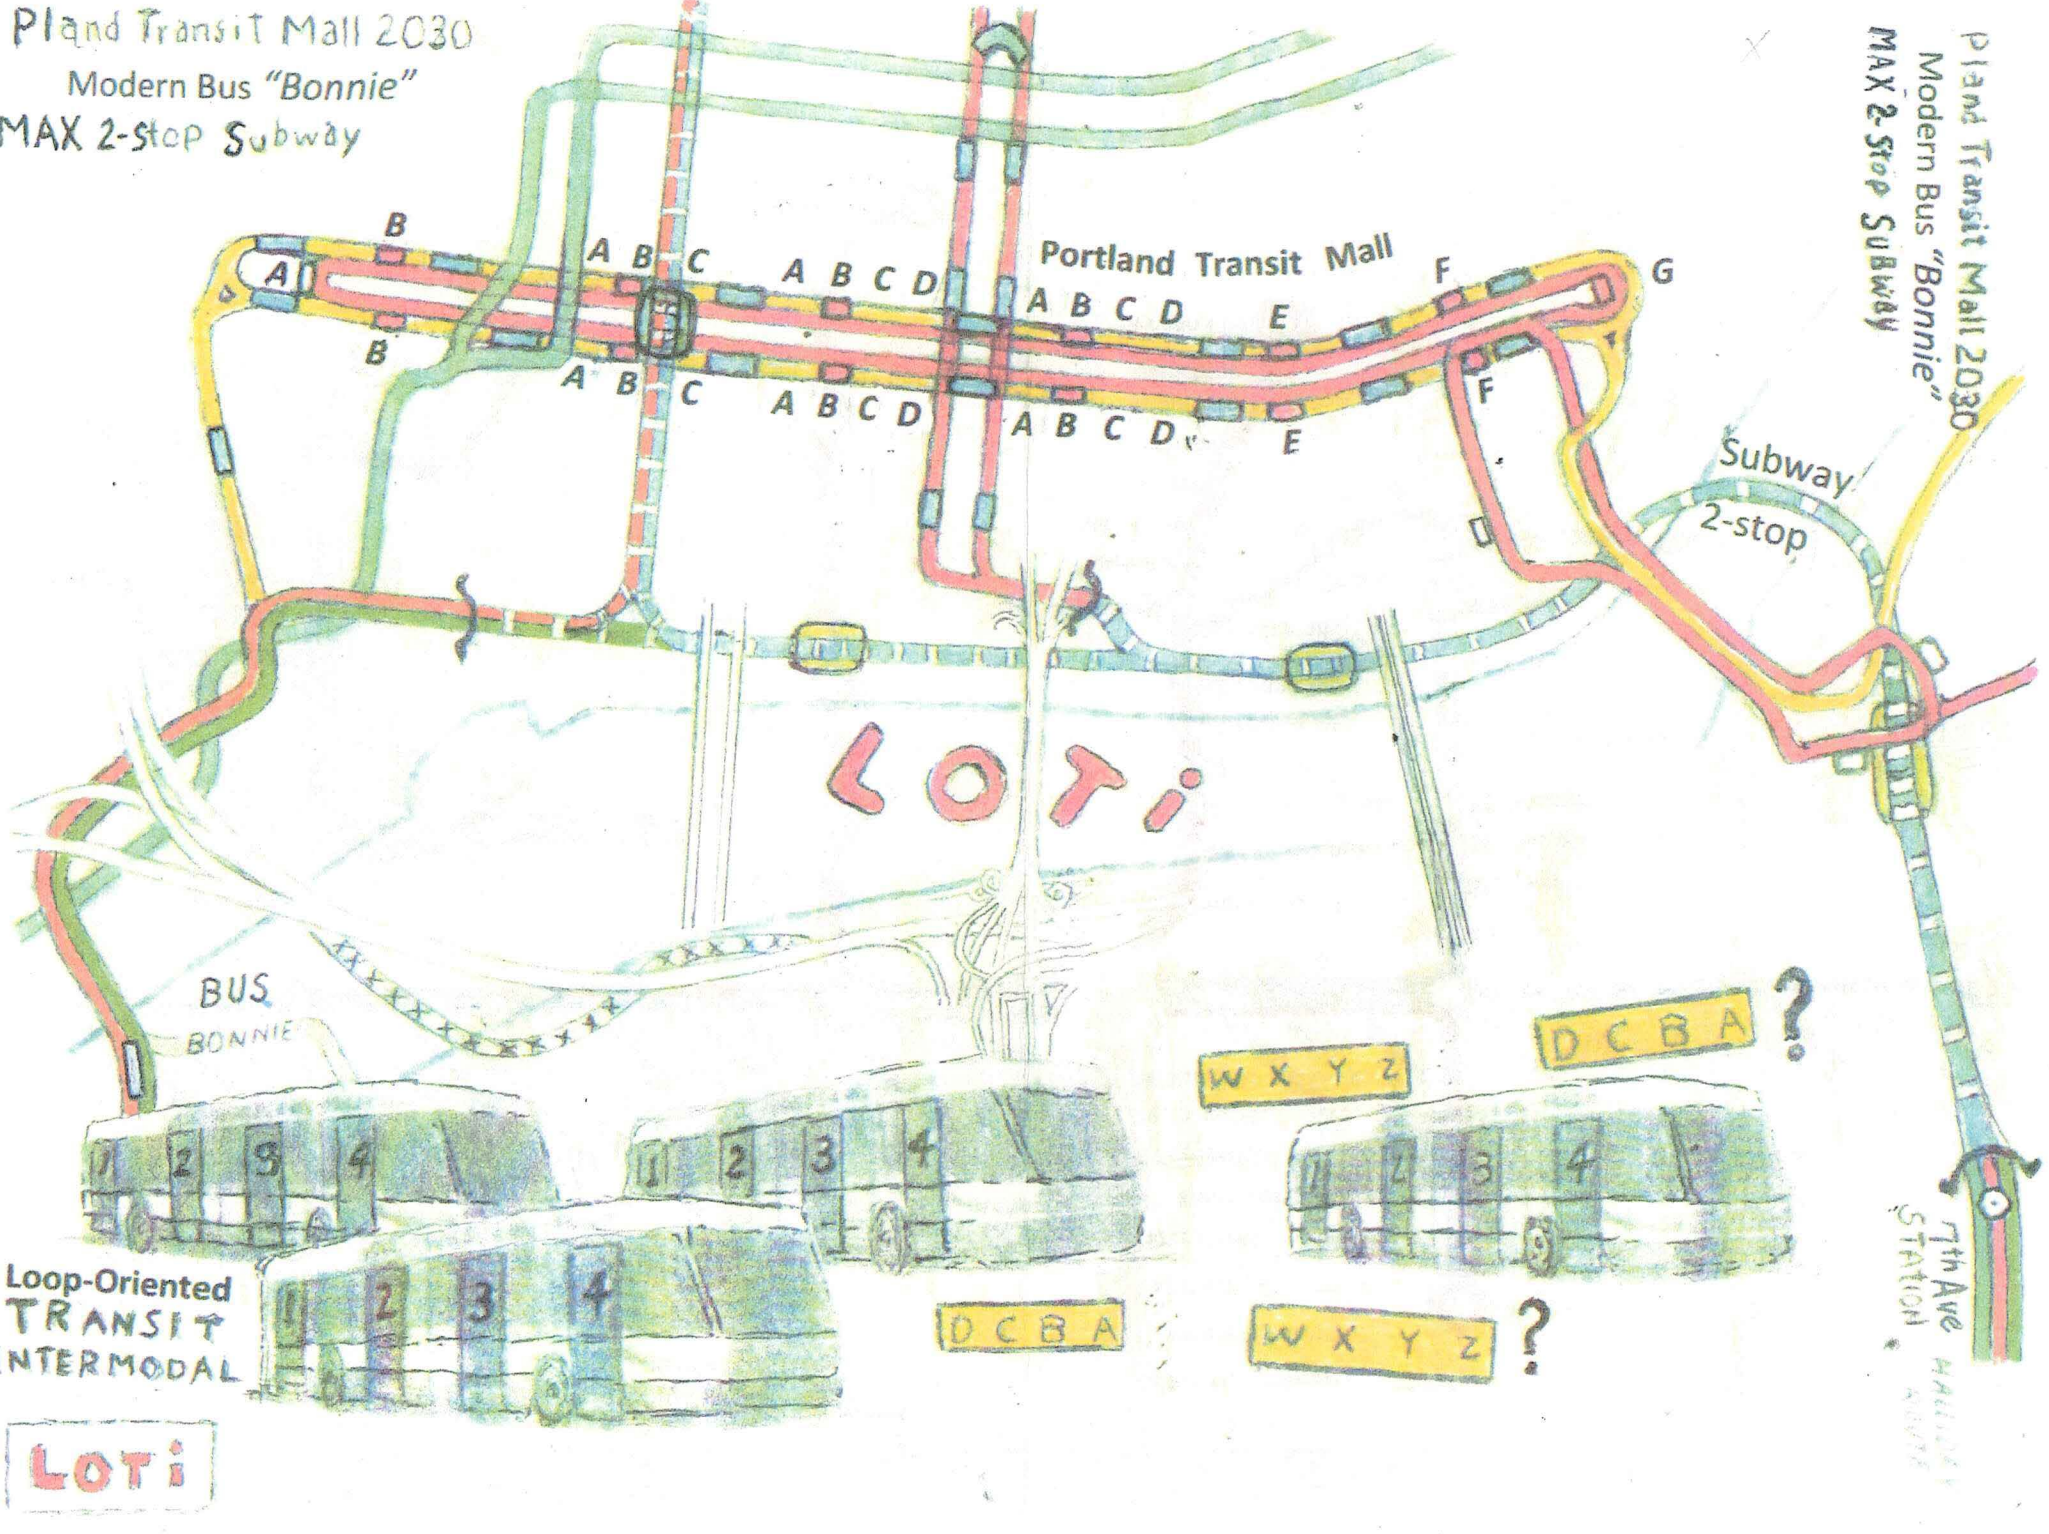 Pland Transit Mall 2030
Modern Bus "Bonnie"
MAX 2-Stop Subway
Pland Transit Mall 2030
Modern Bus "Bonnie"
MAX 2-Stop Subway
B
A B C
A B C D
Portland Transit Mall
F
G
A
A B C D
E
B
A B C
A B C D
A B C D
E
F
Subway
2-stop
LOTi
BUS
BONNIE
W X Y Z
D C B A ?
1 2 3 4
1 2 3 4
1 2 3 4
1 2 3 4
D C B A
W X Y Z ?
7th Ave
STATION
Loop-Oriented
TRANSIT
NTERMODAL
LOTi